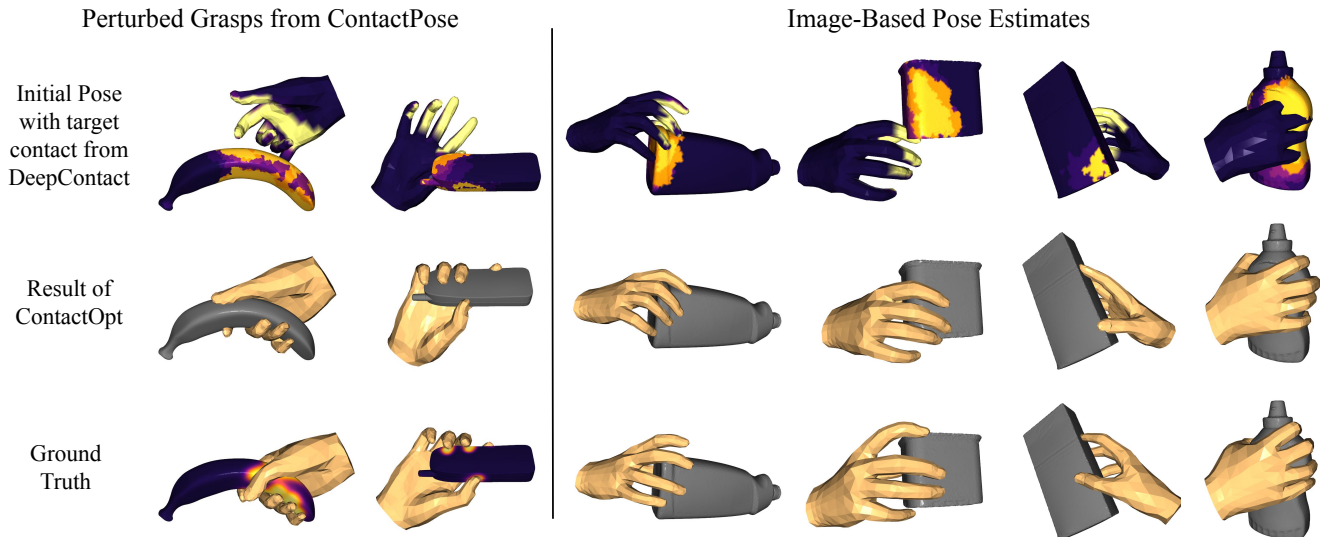 Perturbed Grasps from ContactPose
Image-Based Pose Estimates
Initial Pose
with target
contact from
DeepContact
Result of
ContactOpt
Ground
Truth